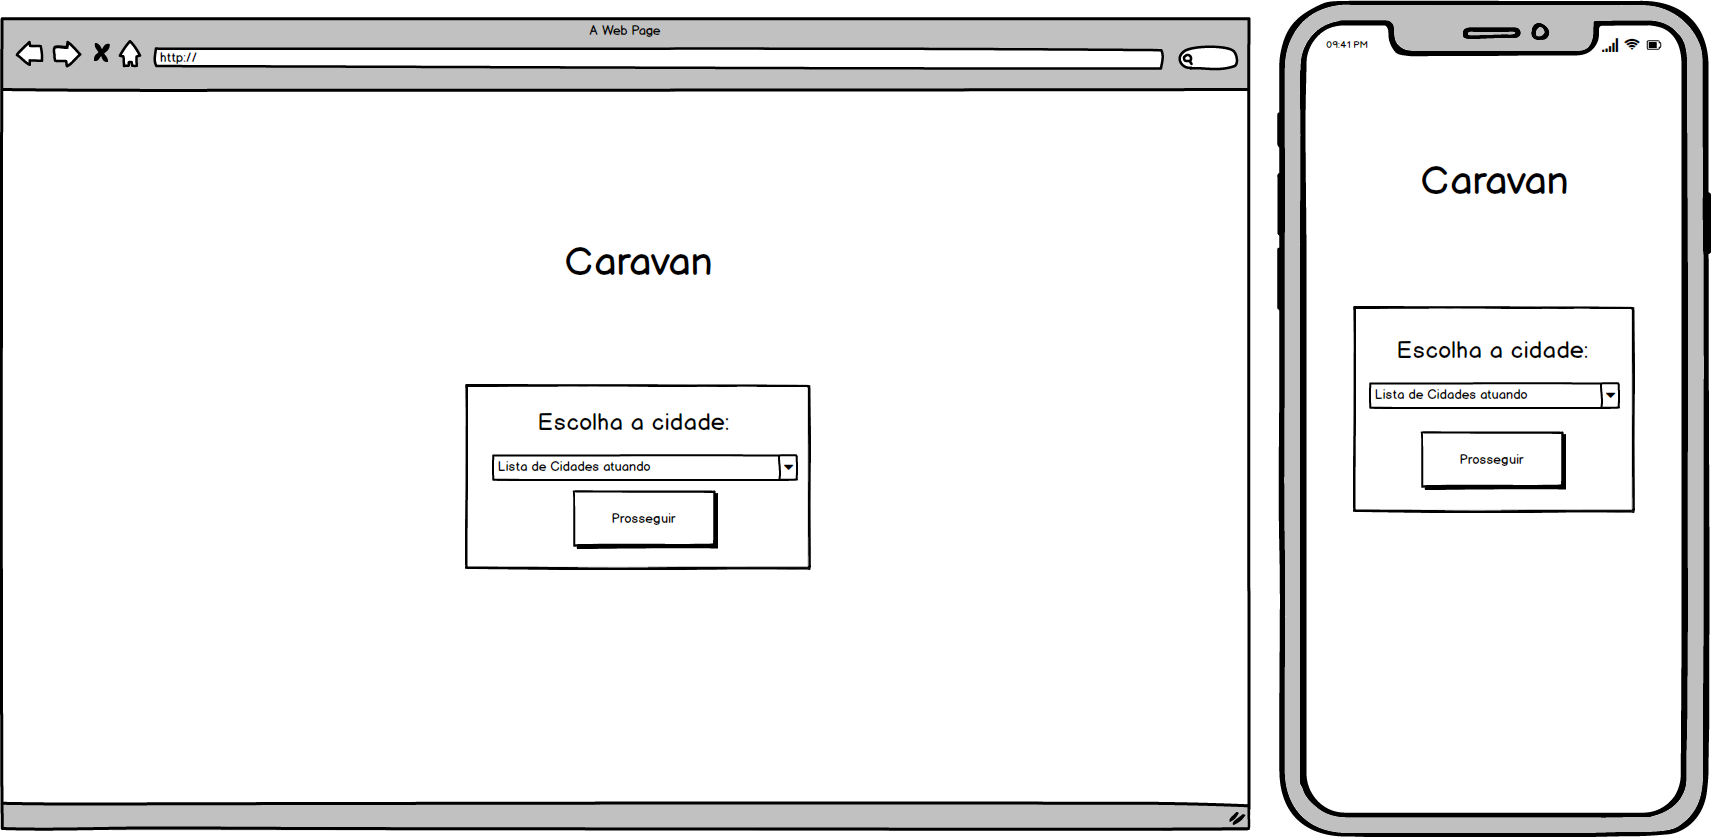 A Web Page
http://
Caravan
Escolha a cidade:
Lista de Cidades atuando
Prosseguir
09:41 PM
Caravan
Escolha a cidade:
Lista de Cidades atuando
Prosseguir